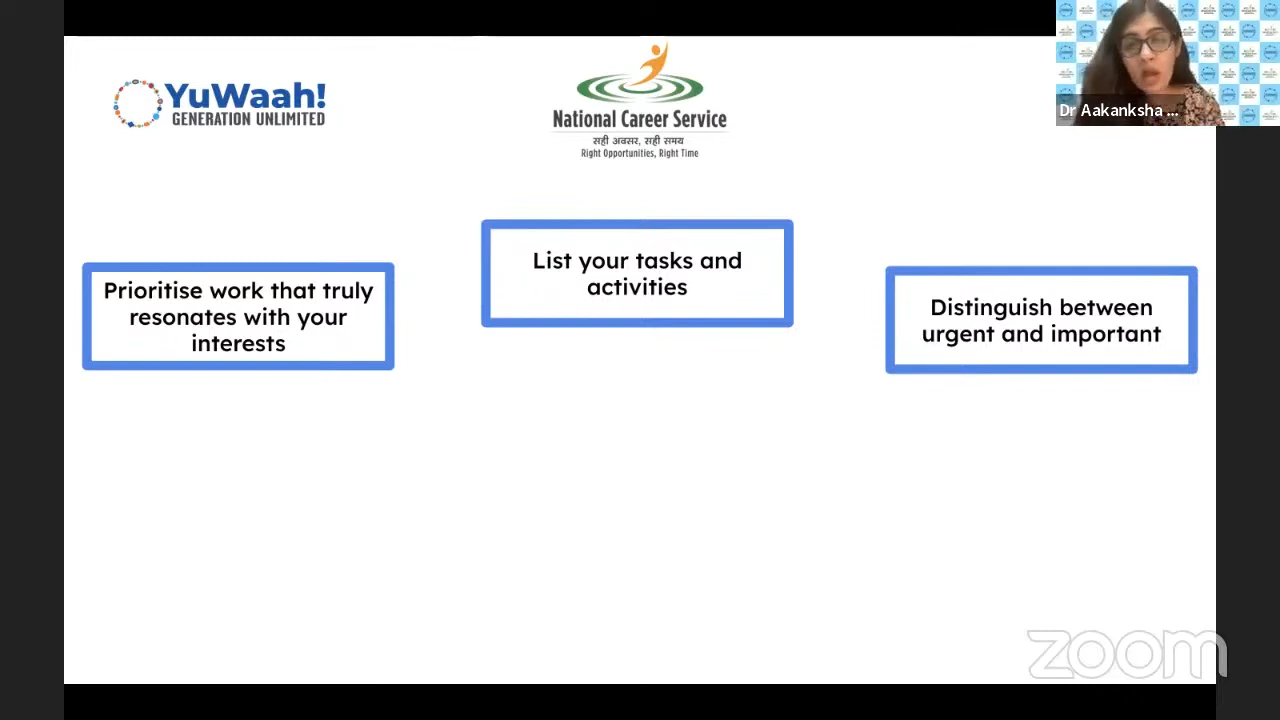 YuWaah!
GENERATION UNLIMITED
National Career Service
सही अवसर, सही समय
Right Opportunities, Right Time
Dr Aakanksha ...
Prioritise work that truly
resonates with your
interests
List your tasks and
activities
Distinguish between
urgent and important
zoom